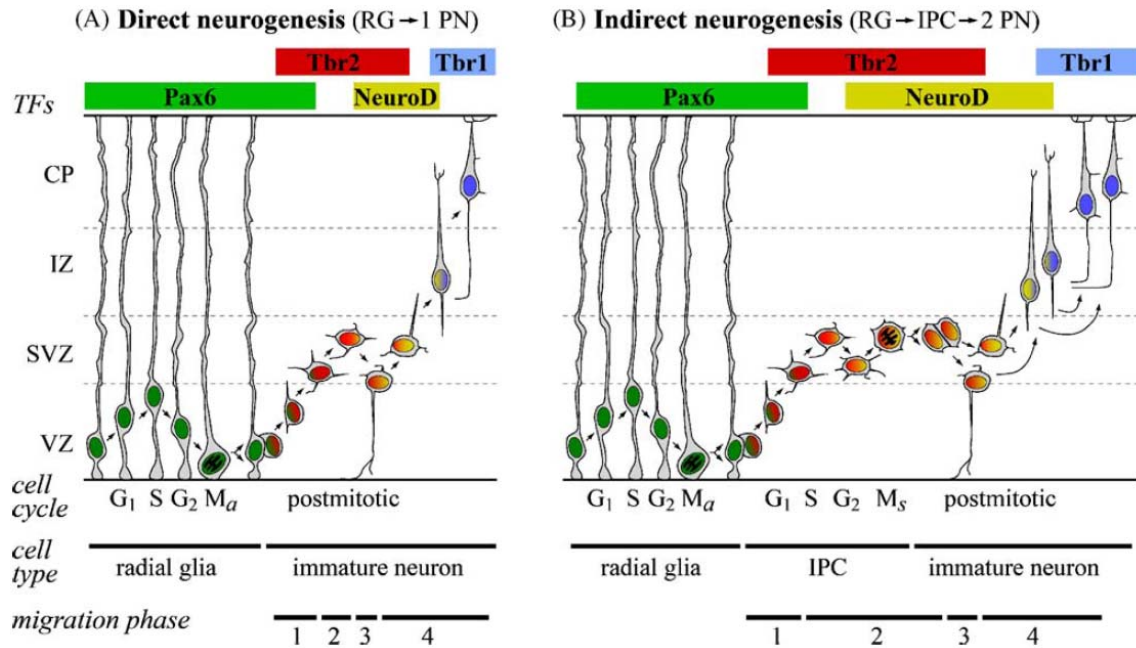 (A) Direct neurogenesis (RG→1 PN)
Tbr2 Tbr1
TFs Pax6 NeuroD
CP
IZ
SVZ
VZ
cell cycle G1 S G2 Ma postmitotic
cell type radial glia immature neuron
migration phase 1 2 3 4
(B) Indirect neurogenesis (RG→IPC→2 PN)
Tbr2 Tbr1
Pax6 NeuroD
G1 S G2 Ma G1 S G2 Ms postmitotic
radial glia IPC immature neuron
1 2 3 4